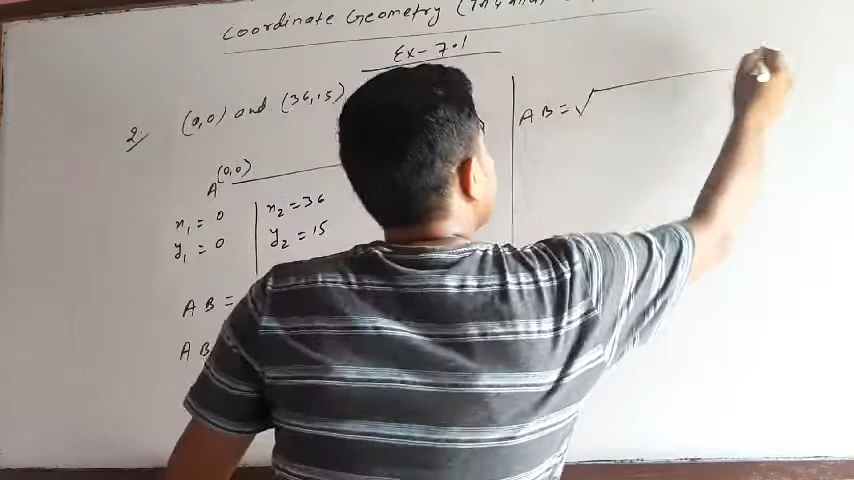 Coordinate Geometry
Ex-7.1
2. (0,0) and (36,15)
A (0,0)
x₁ = 0
y₁ = 0
x₂ = 36
y₂ = 15
AB =
AB
AB = √